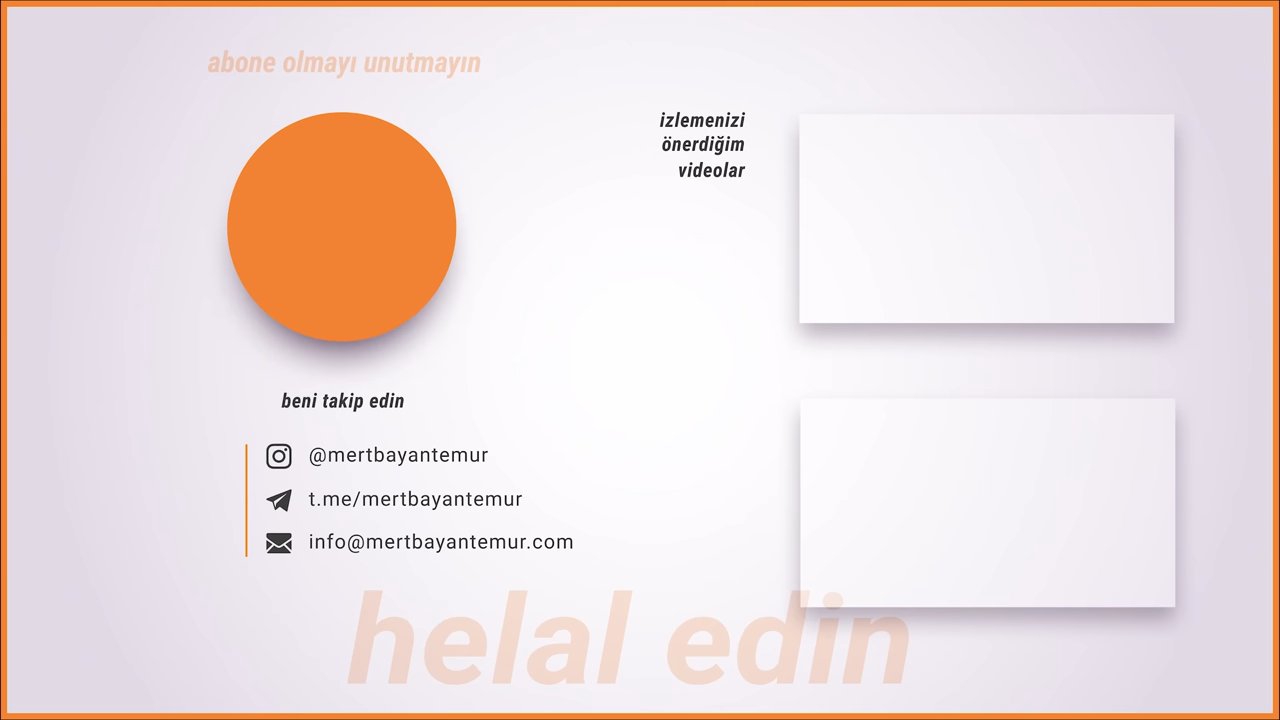 abone olmayı unutmayın
izlemenizi
önerdiğim
videolar
beni takip edin
@mertbayantemur
t.me/mertbayantemur
info@mertbayantemur.com
helal edin